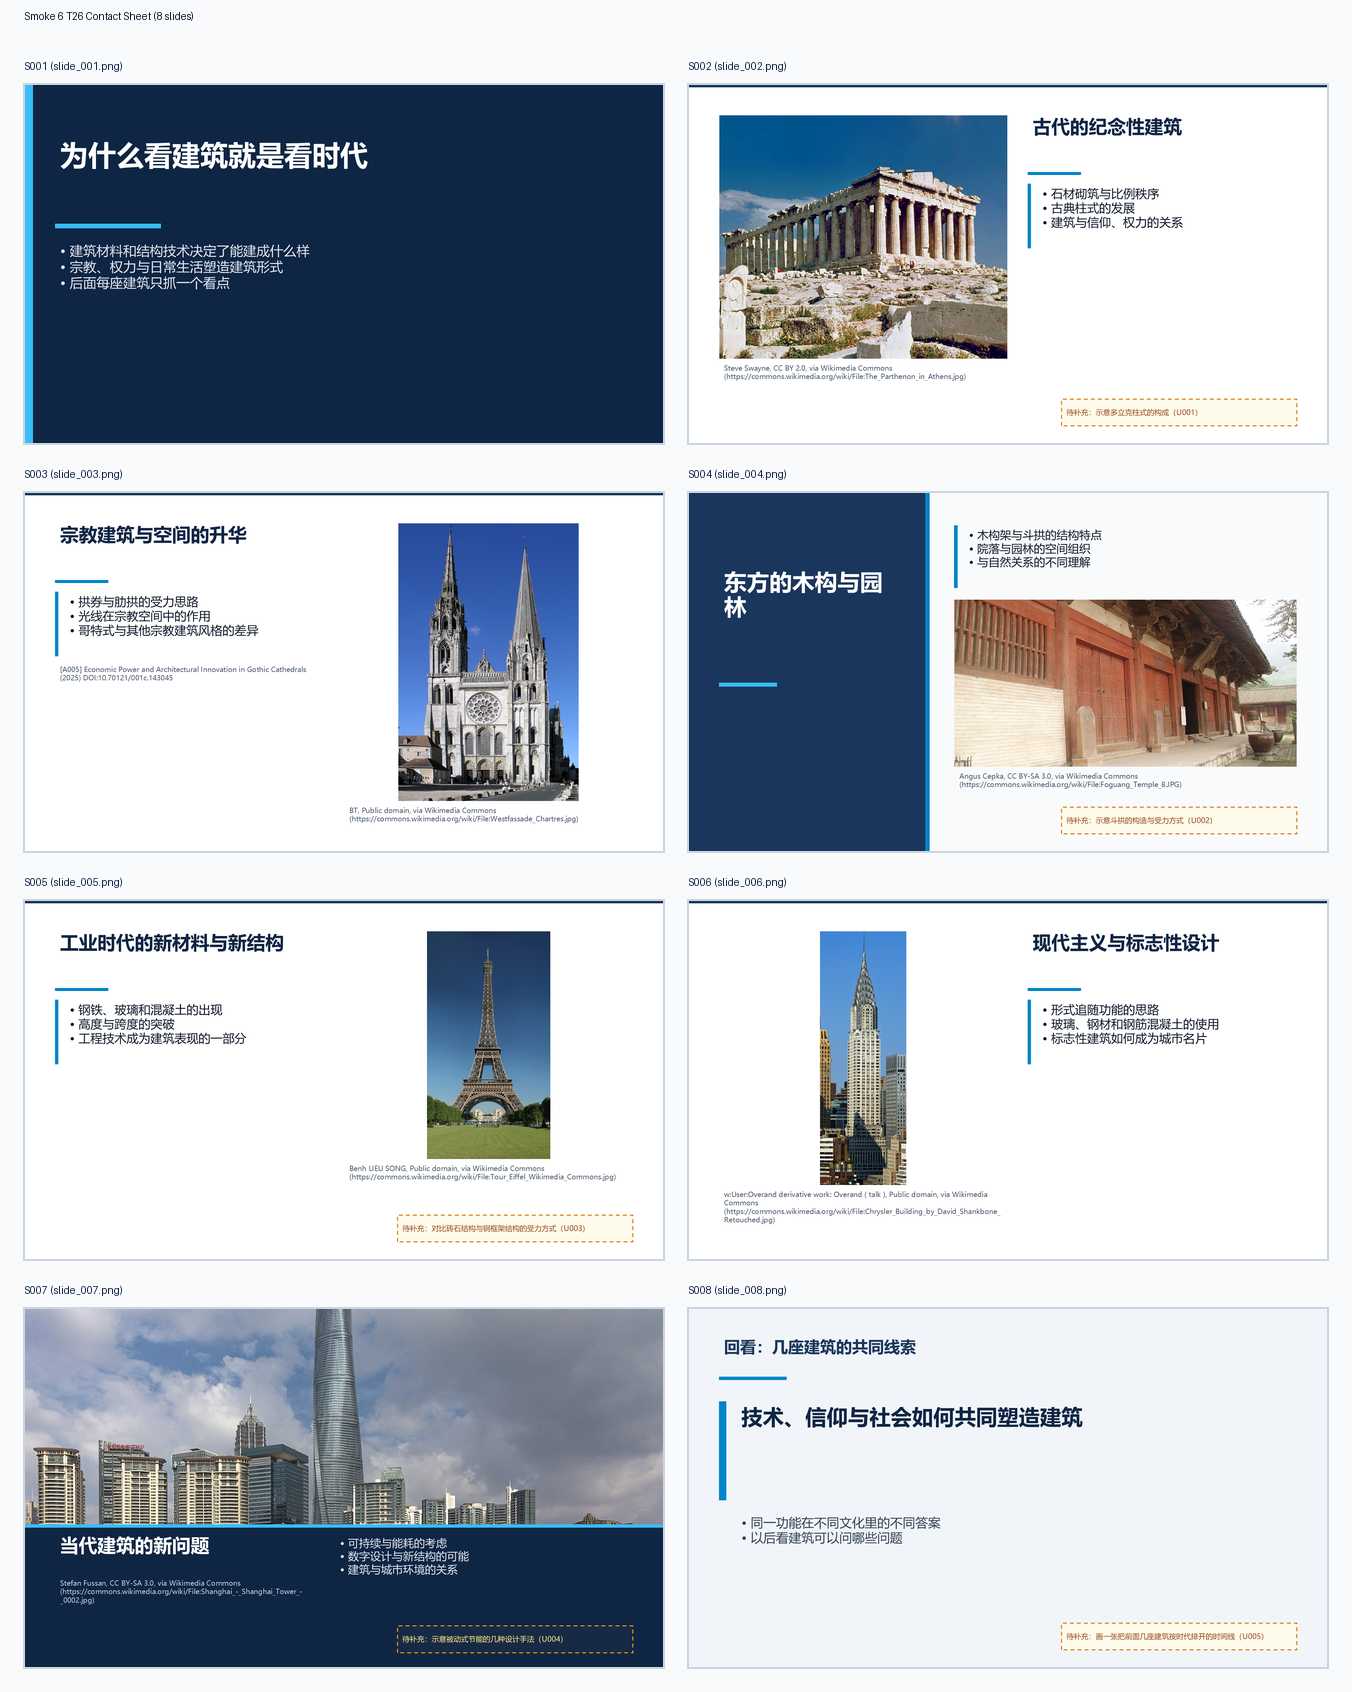 Smoke 6 T26 Contact Sheet (8 slides)
S001 (slide_001.png)
为什么看建筑就是看时代
• 建筑材料和结构技术决定了能建成什么样
• 宗教、权力与日常生活塑造建筑形式
• 后面每座建筑只抓一个看点
S002 (slide_002.png)
古代的纪念性建筑
• 石材砌筑与比例秩序
• 古典柱式的发展
• 建筑与信仰、权力的关系
Steve Swayne, CC BY 2.0, via Wikimedia Commons
(https://commons.wikimedia.org/wiki/File:The_Parthenon_in_Athens.jpg)
待补充：示意多立克柱式的构成（U001）
S003 (slide_003.png)
宗教建筑与空间的升华
• 拱券与肋拱的受力思路
• 光线在宗教空间中的作用
• 哥特式与其他宗教建筑风格的差异
[A005] Economic Power and Architectural Innovation in Gothic Cathedrals
(2025) DOI:10.70121/001c.143045
BT, Public domain, via Wikimedia Commons
(https://commons.wikimedia.org/wiki/File:Westfassade_Chartres.jpg)
S004 (slide_004.png)
东方的木构与园
林
• 木构架与斗拱的结构特点
• 院落与园林的空间组织
• 与自然关系的不同理解
Angus Cepka, CC BY-SA 3.0, via Wikimedia Commons
(https://commons.wikimedia.org/wiki/File:Foguang_Temple_8.JPG)
待补充：示意斗拱的构造与受力方式（U002）
S005 (slide_005.png)
工业时代的新材料与新结构
• 钢铁、玻璃和混凝土的出现
• 高度与跨度的突破
• 工程技术成为建筑表现的一部分
Benh LIEU SONG, Public domain, via Wikimedia Commons
(https://commons.wikimedia.org/wiki/File:Tour_Eiffel_Wikimedia_Commons.jpg)
待补充：对比砖石结构与钢框架结构的受力方式（U003）
S006 (slide_006.png)
现代主义与标志性设计
• 形式追随功能的思路
• 玻璃、钢材和钢筋混凝土的使用
• 标志性建筑如何成为城市名片
w:User:Overand derivative work: Overand ( talk ), Public domain, via Wikimedia
Commons
(https://commons.wikimedia.org/wiki/File:Chrysler_Building_by_David_Shankbone_
Retouched.jpg)
S007 (slide_007.png)
当代建筑的新问题
• 可持续与能耗的考虑
• 数字设计与新结构的可能
• 建筑与城市环境的关系
Stefan Fussan, CC BY-SA 3.0, via Wikimedia Commons
(https://commons.wikimedia.org/wiki/File:Shanghai_-_Shanghai_Tower_-
_0002.jpg)
待补充：示意被动式节能的几种设计手法（U004）
S008 (slide_008.png)
回看：几座建筑的共同线索
技术、信仰与社会如何共同塑造建筑
• 同一功能在不同文化里的不同答案
• 以后看建筑可以问哪些问题
待补充：画一张把前面几座建筑按时代排开的时间线（U005）